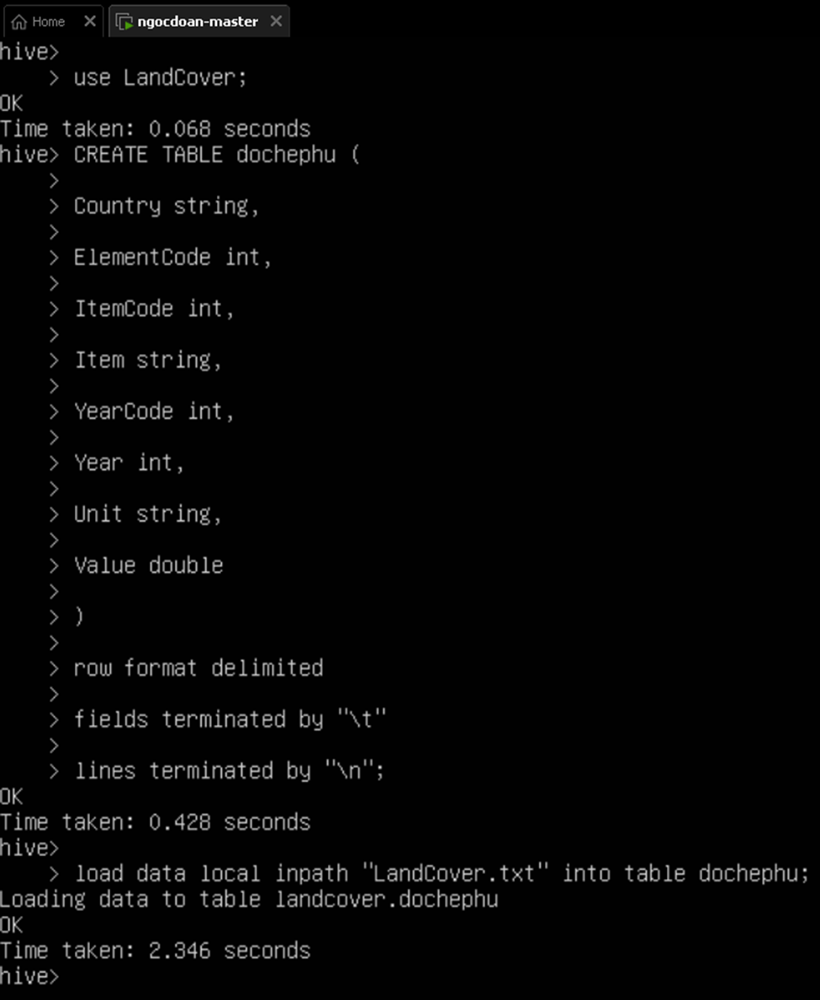 Home × ngocdoan-master ×
hive>
    > use LandCover;
OK
Time taken: 0.068 seconds
hive> CREATE TABLE dochephu (
    >
    > Country string,
    >
    > ElementCode int,
    >
    > ItemCode int,
    >
    > Item string,
    >
    > YearCode int,
    >
    > Year int,
    >
    > Unit string,
    >
    > Value double
    >
    > )
    >
    > row format delimited
    >
    > fields terminated by "\t"
    >
    > lines terminated by "\n";
OK
Time taken: 0.428 seconds
hive>
    > load data local inpath "LandCover.txt" into table dochephu;
Loading data to table landcover.dochephu
OK
Time taken: 2.346 seconds
hive>